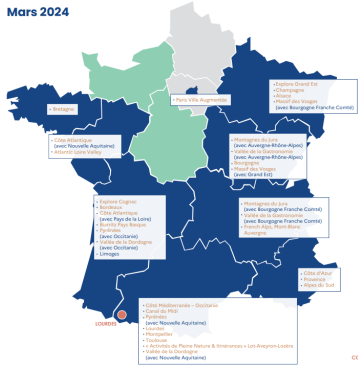 Mars 2024
• Explore Grand Est
• Champagne
• Alsace
• Massif des Vosges
(avec Bourgogne Franche Comté)
• Paris Ville Augmentée
• Bretagne
• Côte Atlantique
(avec Nouvelle Aquitaine)
• Atlantic Loire Valley
• Montagnes du Jura
(avec Auvergne-Rhône-Alpes)
• Vallée de la Gastronomie
(avec Auvergne-Rhône-Alpes)
• Bourgogne
• Massif des Vosges
(avec Grand Est)
• Explore Cognac
• Bordeaux
• Côte Atlantique
(avec Pays de la Loire)
• Biarritz Pays Basque
• Pyrénées
(avec Occitanie)
• Vallée de la Dordogne
(avec Occitanie)
• Limoges
• Montagnes du Jura
(avec Bourgogne Franche Comté)
• Vallée de la Gastronomie
(avec Bourgogne Franche Comté)
• French Alps, Mont-Blanc
Auvergne
• Côte d'Azur
• Provence
• Alpes du Sud
LOURDES
• Côte Méditerranée – Occitanie
• Canal du Midi
• Pyrénées
(avec Nouvelle Aquitaine)
• Lourdes
• Montpellier
• Toulouse
• « Activités de Pleine Nature & Itinérances » Lot-Aveyron-Lozère
• Vallée de la Dordogne
(avec Nouvelle Aquitaine)